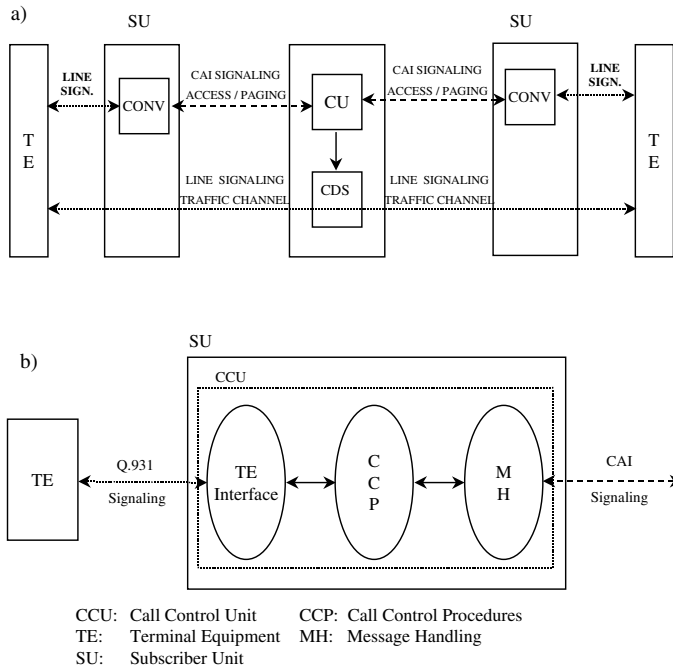 a)
SU
SU
LINE
SIGN.
CAI SIGNALING
ACCESS / PAGING
CAI SIGNALING
ACCESS / PAGING
LINE
SIGN.
CONV
CU
CONV
T
E
T
E
LINE SIGNALING
TRAFFIC CHANNEL
CDS
LINE SIGNALING
TRAFFIC CHANNEL
b)
SU
CCU
TE
Q.931
Signaling
TE
Interface
C
C
P
M
H
CAI
Signaling
CCU: Call Control Unit
CCP: Call Control Procedures
TE: Terminal Equipment
MH: Message Handling
SU: Subscriber Unit